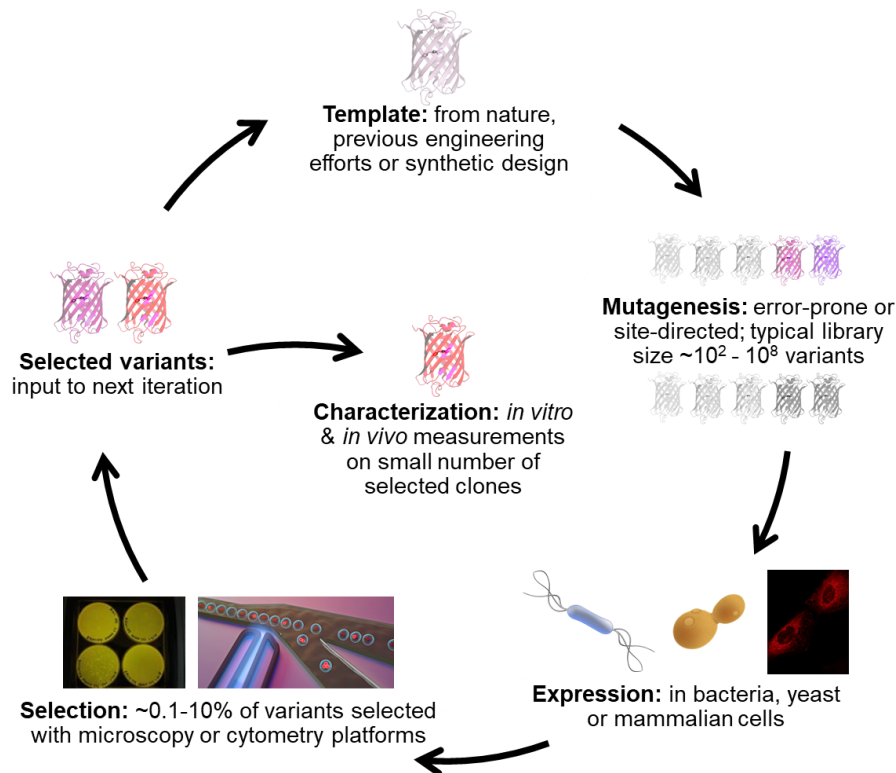 Template: from nature,
previous engineering
efforts or synthetic design
Mutagenesis: error-prone or
site-directed; typical library
size ~10² - 10⁸ variants
Expression: in bacteria, yeast
or mammalian cells
Selection: ~0.1-10% of variants selected
with microscopy or cytometry platforms
Selected variants:
input to next iteration
Characterization: in vitro
& in vivo measurements
on small number of
selected clones